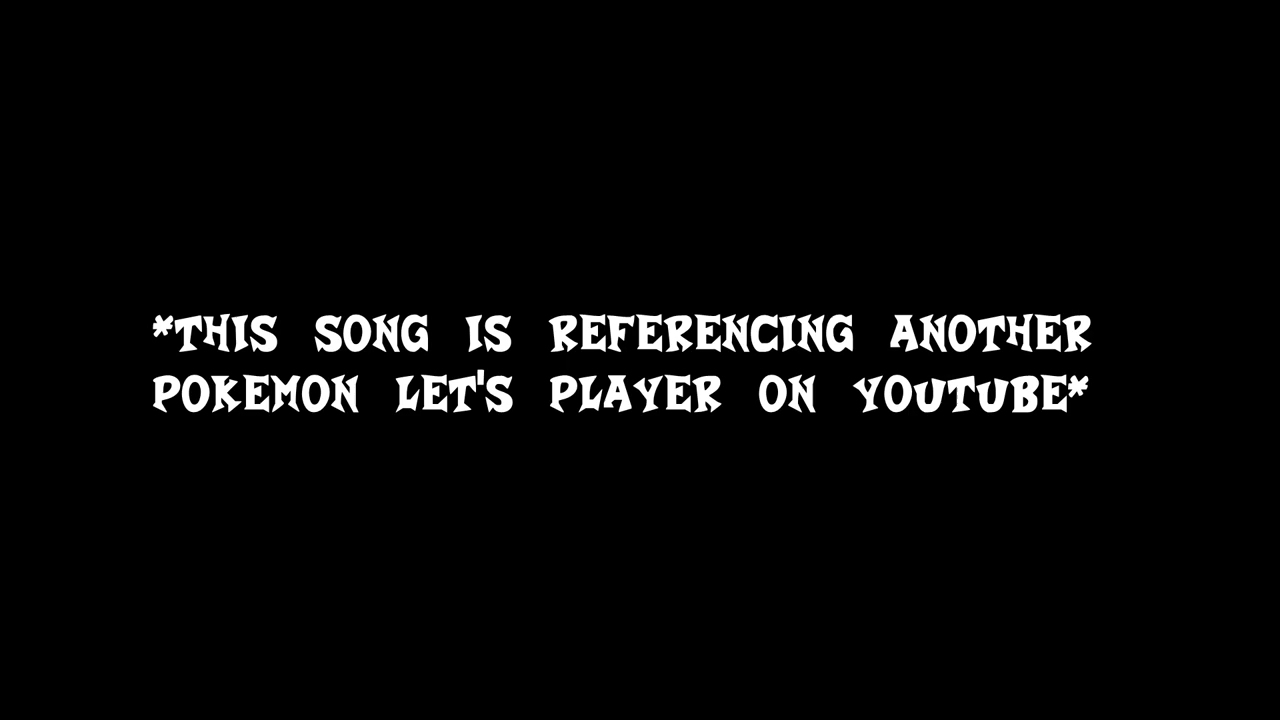 *THIS SONG IS REFERENCING ANOTHER
POKEMON LET'S PLAYER ON YOUTUBE*